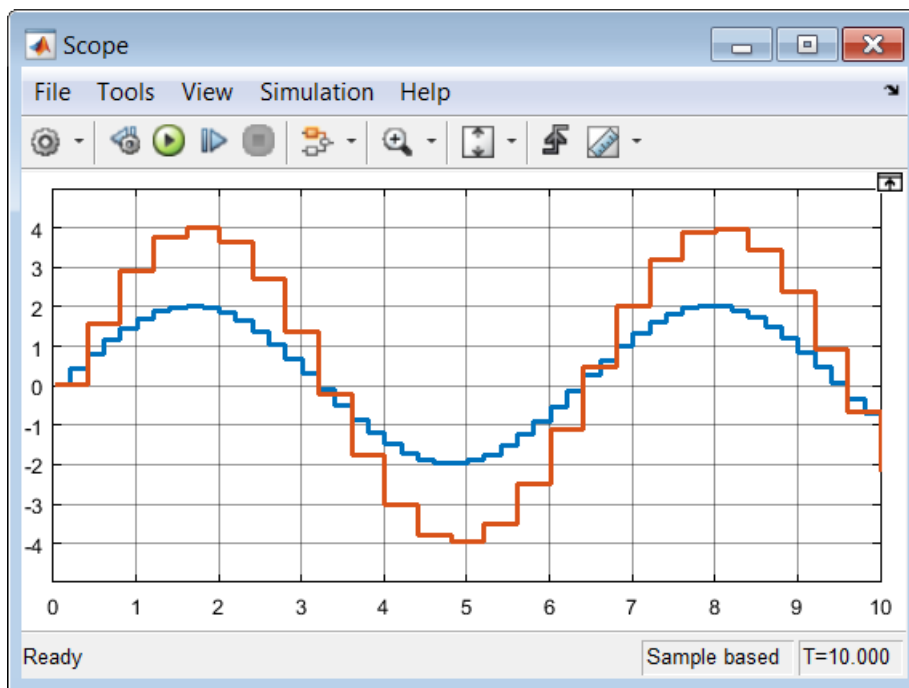 Scope
File Tools View Simulation Help
4
3
2
1
0
-1
-2
-3
-4
0 1 2 3 4 5 6 7 8 9 10
Ready Sample based T=10.000